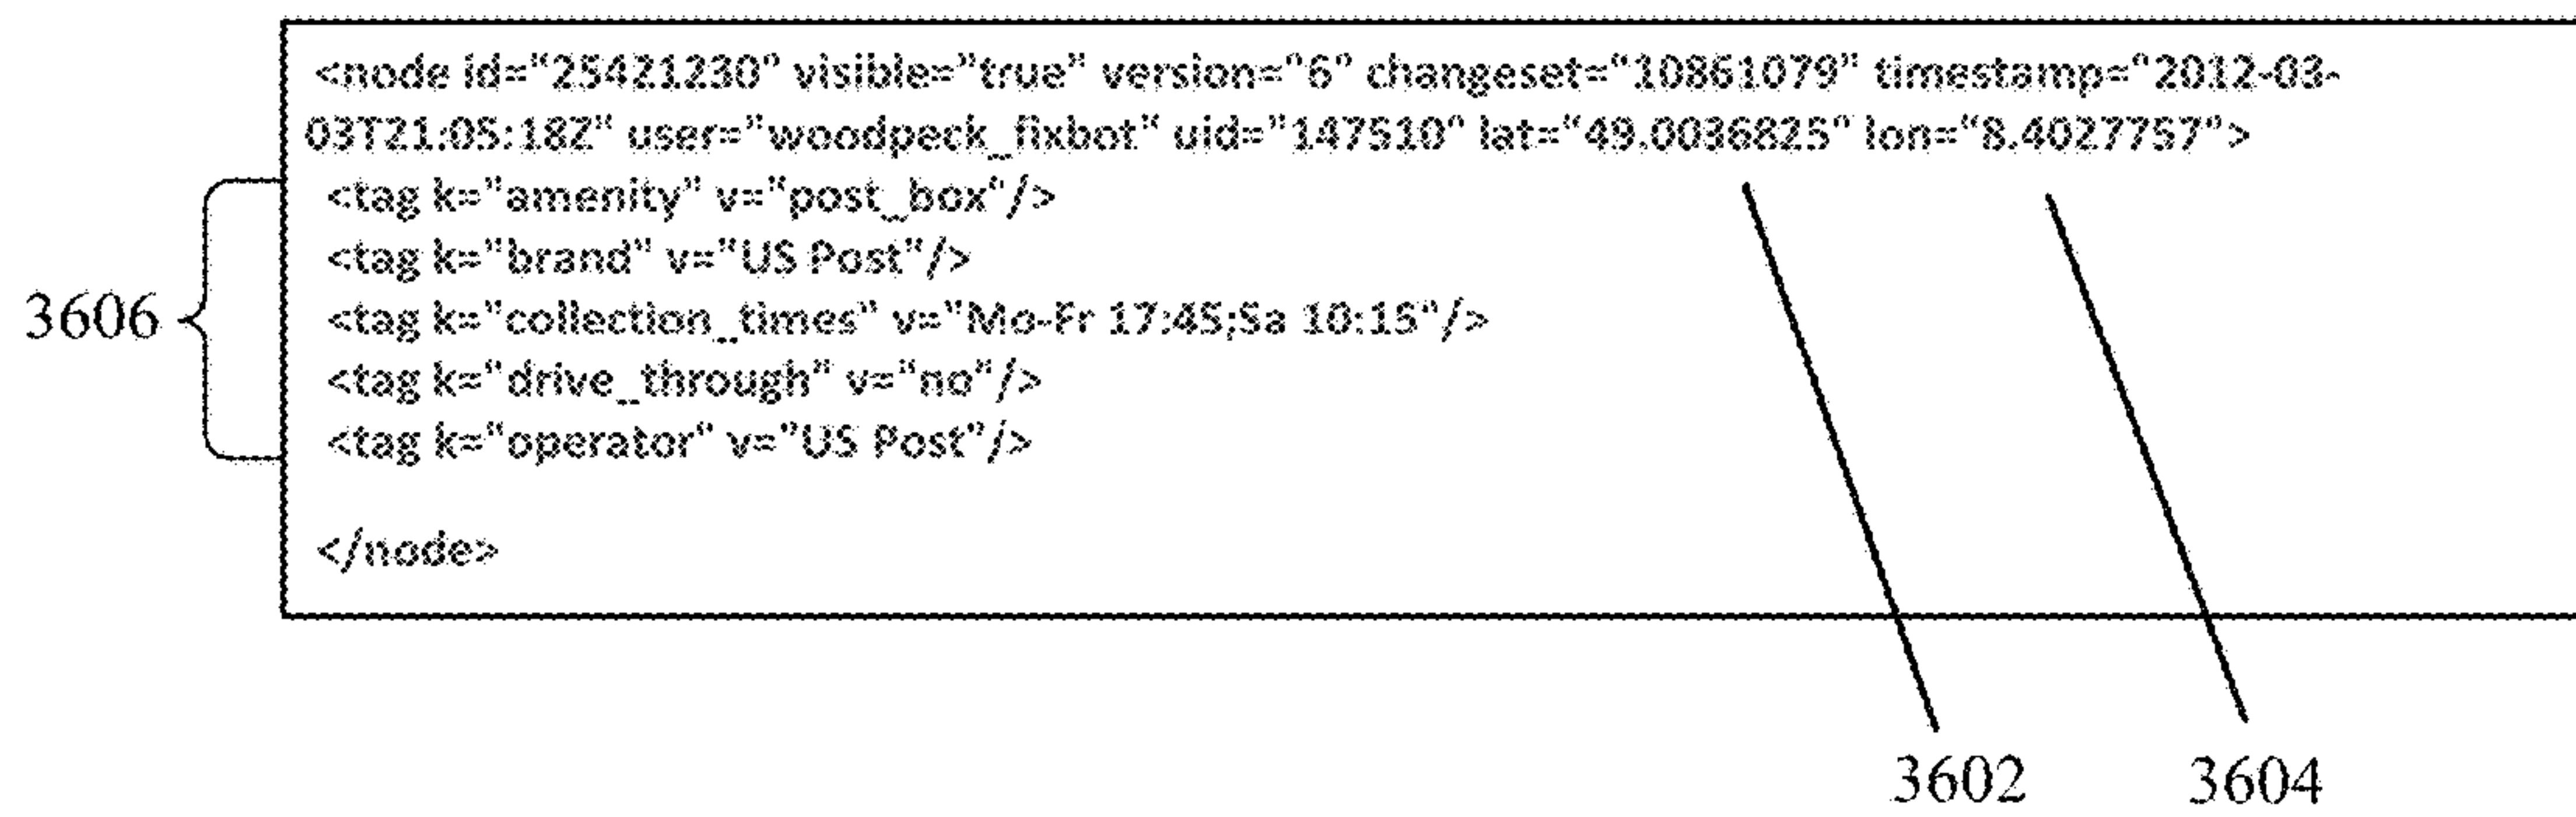 <node id="25421230" visible="true" version="6" changeset="10861079" timestamp="2012-03-
03T21:05:18Z" user="woodpeck_fixbot" uid="147510" lat="49.0036825" lon="8.4027757">
<tag k="amenity" v="post_box"/>
<tag k="brand" v="US Post"/>
3606 <tag k="collection_times" v="Mo-Fr 17:45;Sa 10:15"/>
<tag k="drive_through" v="no"/>
<tag k="operator" v="US Post"/>
</node>
3602 3604